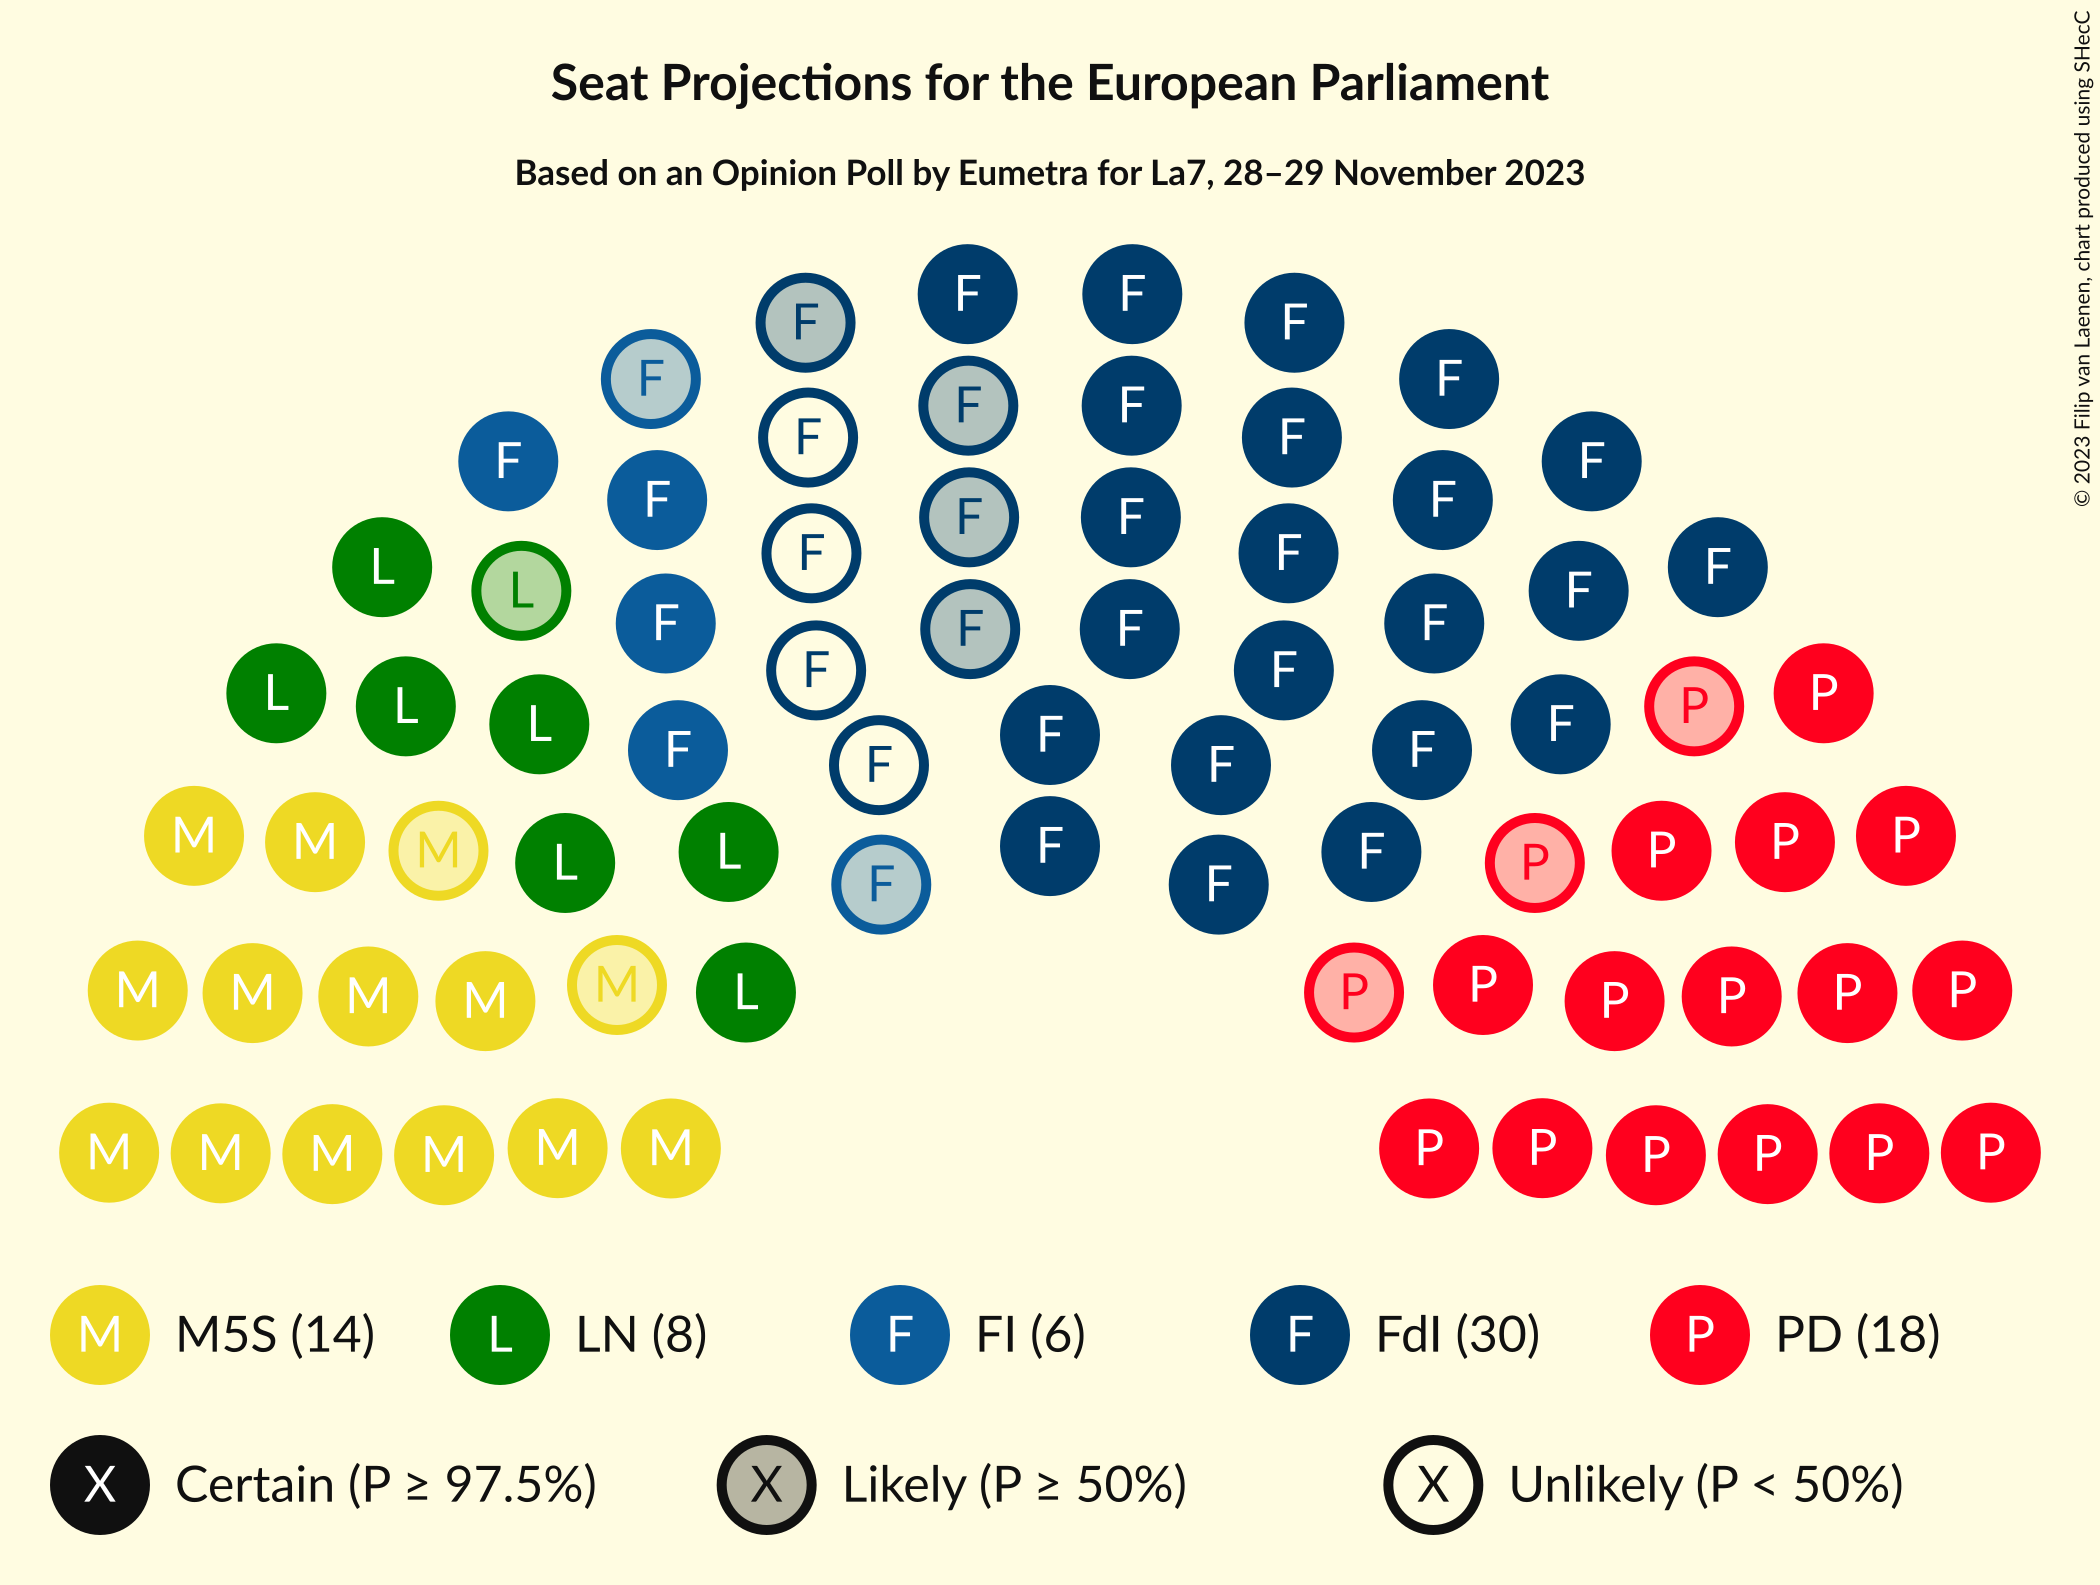 Seat Projections for the European Parliament
Based on an Opinion Poll by Eumetra for La7, 28–29 November 2023
© 2023 Filip van Laenen, chart produced using SHecC
F F
F F
F F
F F
F F
F F
F F
F F
F F
L F
L F
F F
F F
L L F P P
L F F
F F
M M M L L F F F P P P P
F F
M M M M M L P P P P P P
M M M M M M P P P P P P
M M5S (14) L LN (8) F FI (6) F FdI (30) P PD (18)
X Certain (P ≥ 97.5%) X Likely (P ≥ 50%) X Unlikely (P < 50%)